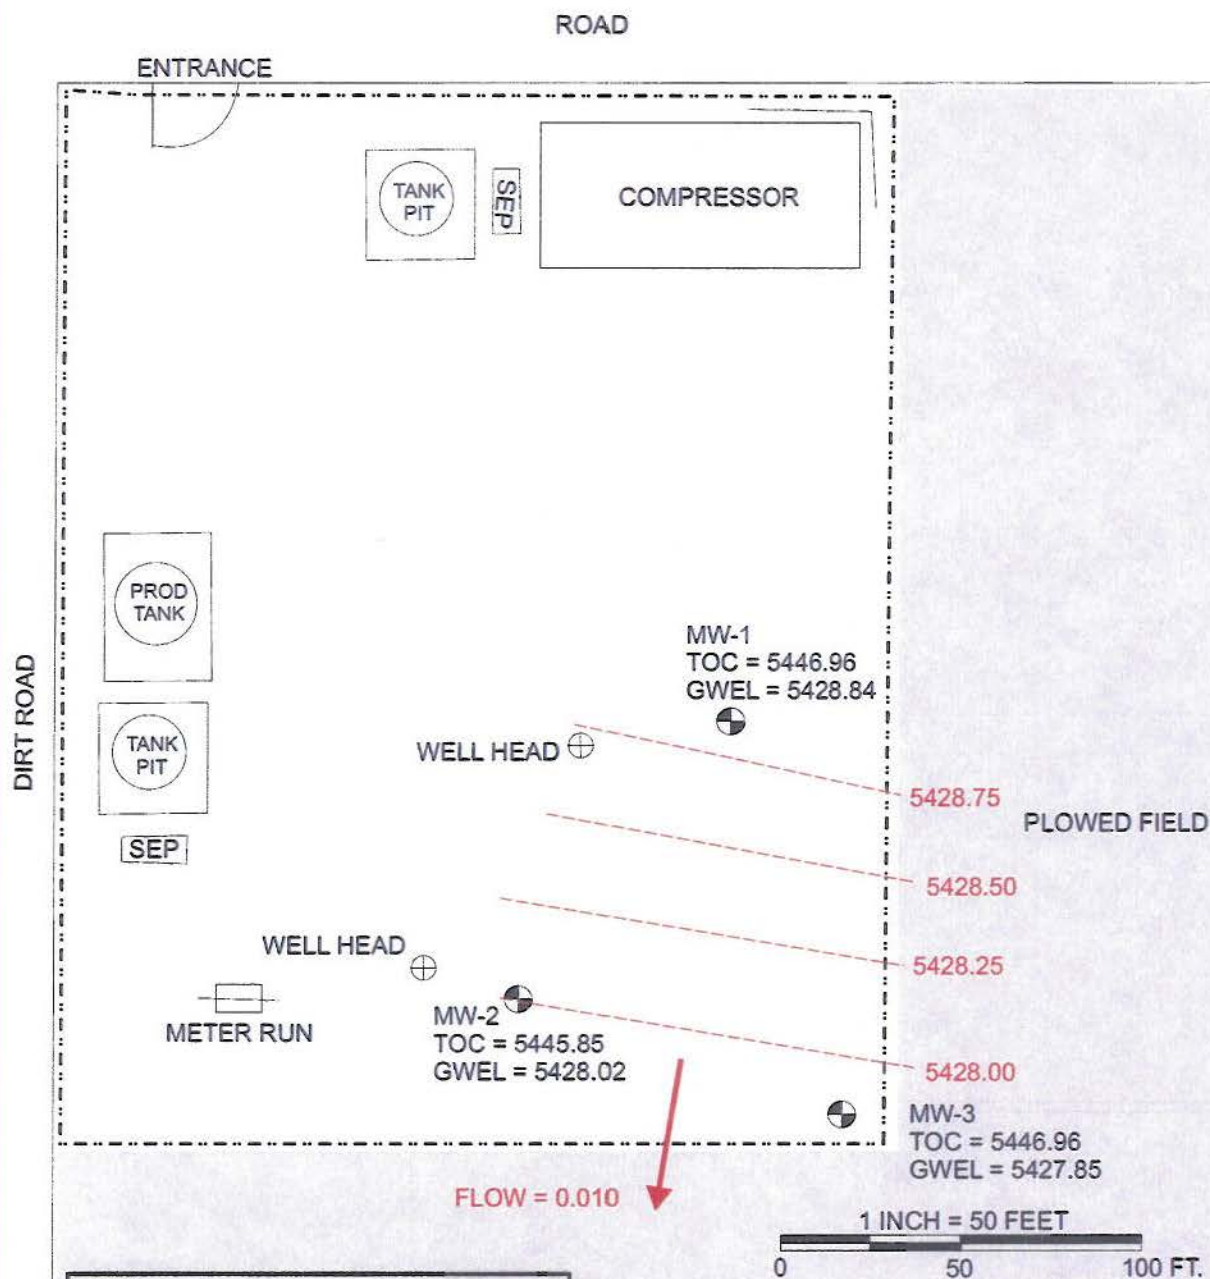 ROAD
ENTRANCE
TANK
PIT
SEP
COMPRESSOR
PROD
TANK
MW-1
TOC = 5446.96
GWEL = 5428.84
DIRT ROAD
TANK
PIT
WELL HEAD
5428.75
PLOWED FIELD
SEP
5428.50
WELL HEAD
5428.25
METER RUN
MW-2
TOC = 5445.85
GWEL = 5428.02
5428.00
MW-3
TOC = 5446.96
GWEL = 5427.85
FLOW = 0.010
1 INCH = 50 FEET
0 50 100 FT.